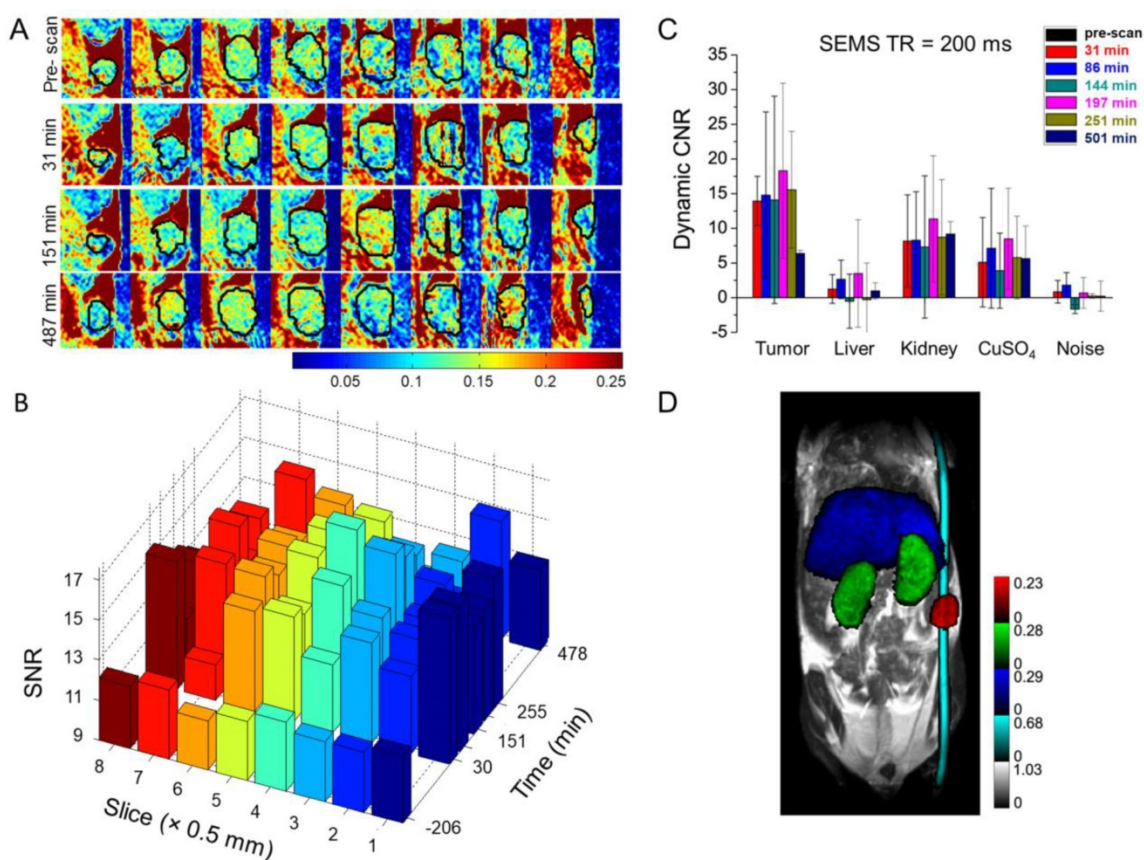 A
Pre- scan
31 min
151 min
487 min
0.05 0.1 0.15 0.2 0.25
B
SNR
17
15
13
11
9
8 7 6 5 4 3 2 1
Slice (× 0.5 mm)
-206 30 151 255 478
Time (min)
C
SEMS TR = 200 ms
pre-scan
31 min
86 min
144 min
197 min
251 min
501 min
Dynamic CNR
35
30
25
20
15
10
5
0
-5
Tumor Liver Kidney CuSO₄ Noise
D
0.23
0
0.28
0
0.29
0
0.68
0
1.03
0